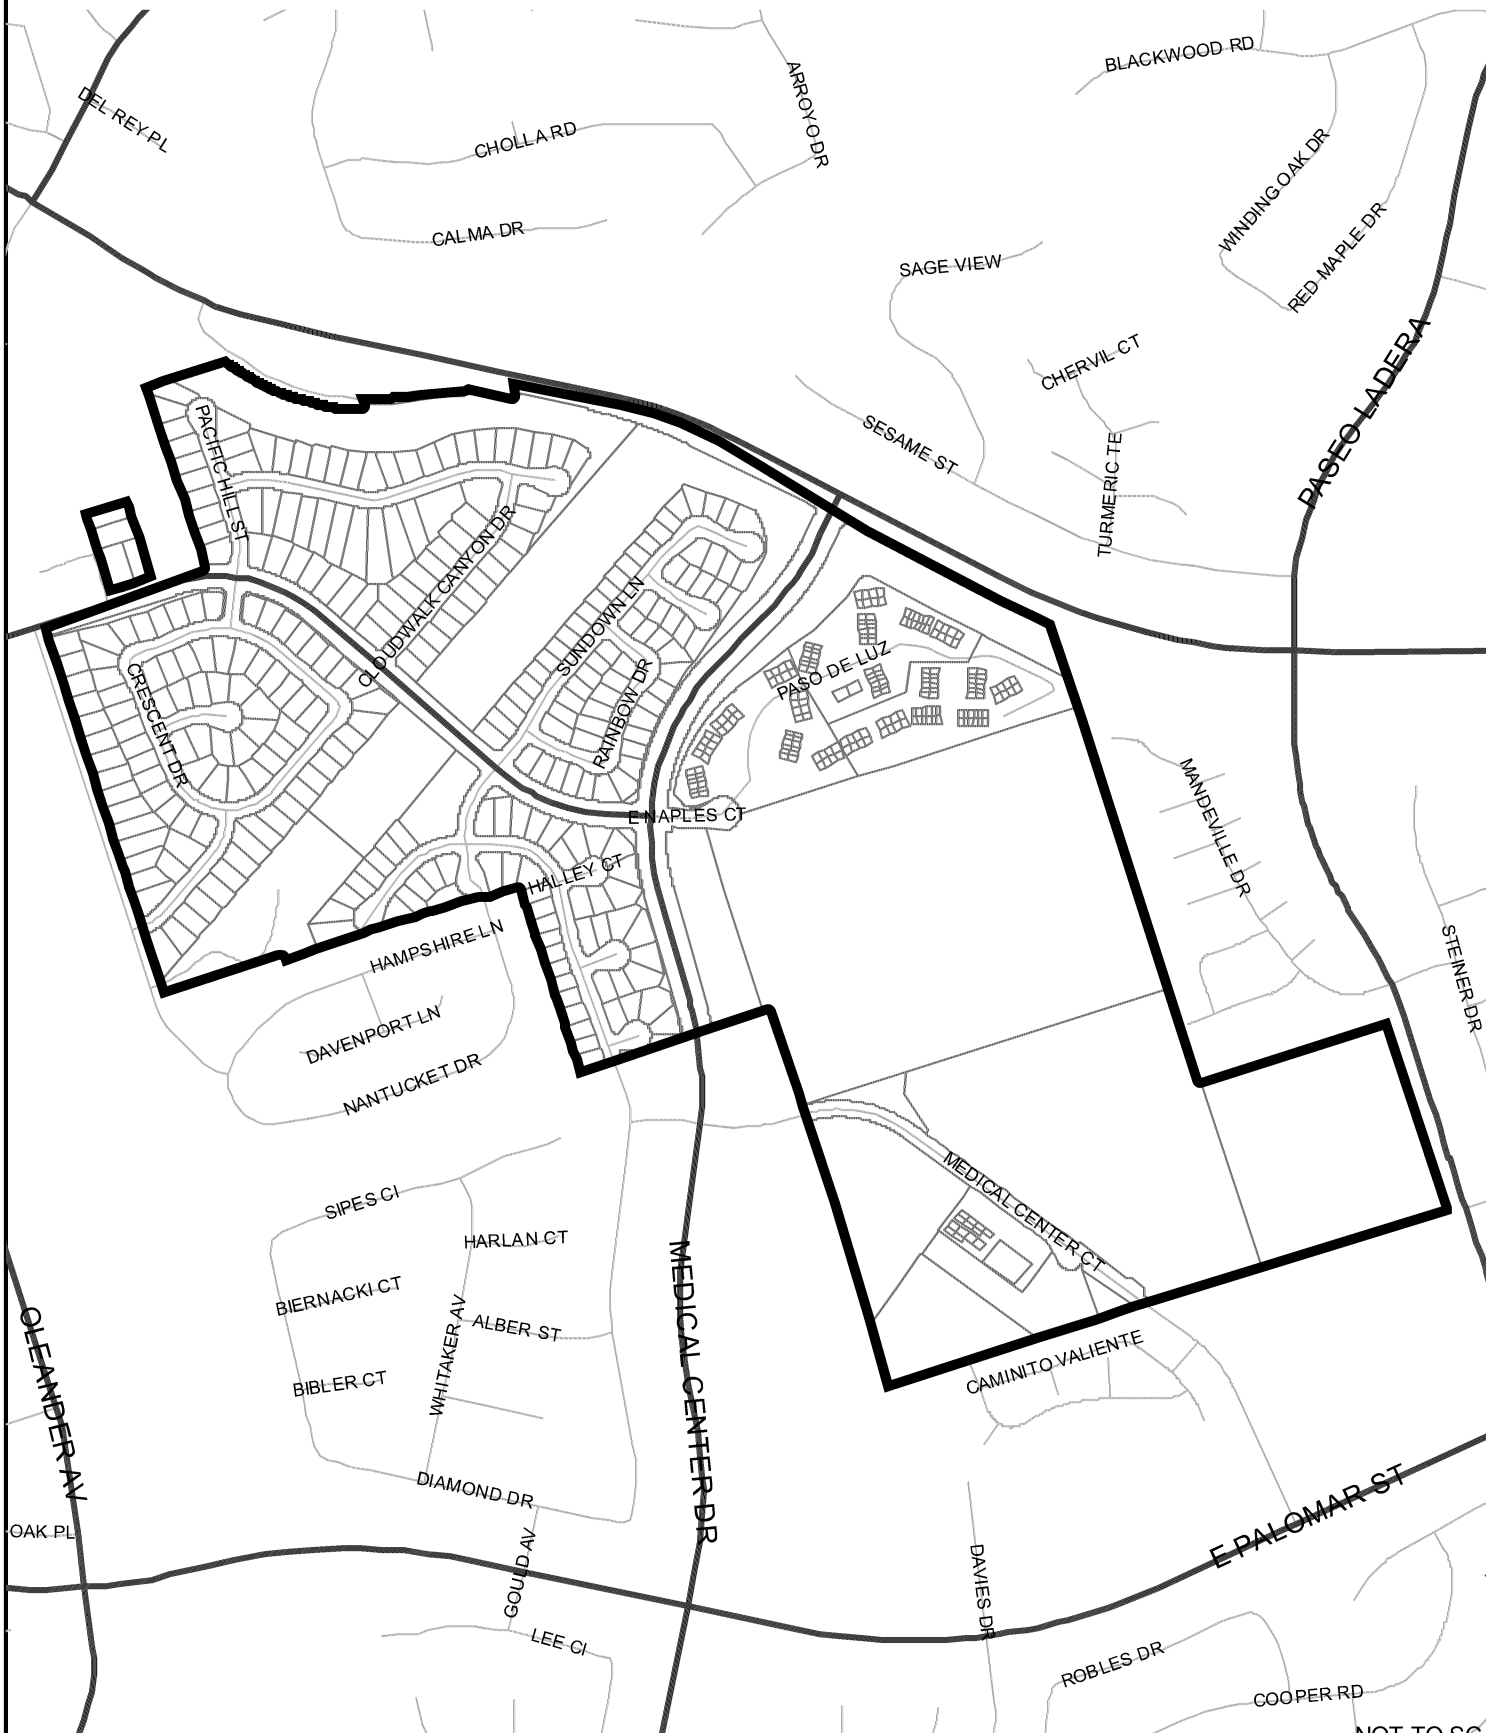 BLACKWOOD RD
DEL REY PL
ARROYO DR
CHOLLA RD
WINDING OAK DR
CALMA DR
RED MAPLE DR
SAGE VIEW
CHERVIL CT
PASEO LADERA
SESAME ST
PACIFIC HILL ST
TURMERIC TE
CLOUDWALK CANYON DR
SUNDOWN LN
PASO DE LUZ
CRESCENT DR
RAINBOW DR
MANDEVILLE DR
E NAPLES CT
HALLEY CT
HAMPSHIRE LN
STEINER DR
DAVENPORT LN
NANTUCKET DR
MEDICAL CENTER CT
SIPES CI
HARLAN CT
BIERNACKI CT
ALBER ST
WHITAKER AV
MEDICAL CENTER DR
OLEANDER AV
CAMINITO VALIENTE
BIBLER CT
DIAMOND DR
E PALOMAR ST
OAK PL
GOULD AV
DAVIES DR
LEE CI
ROBLES DR
COOPER RD
NOT TO SC